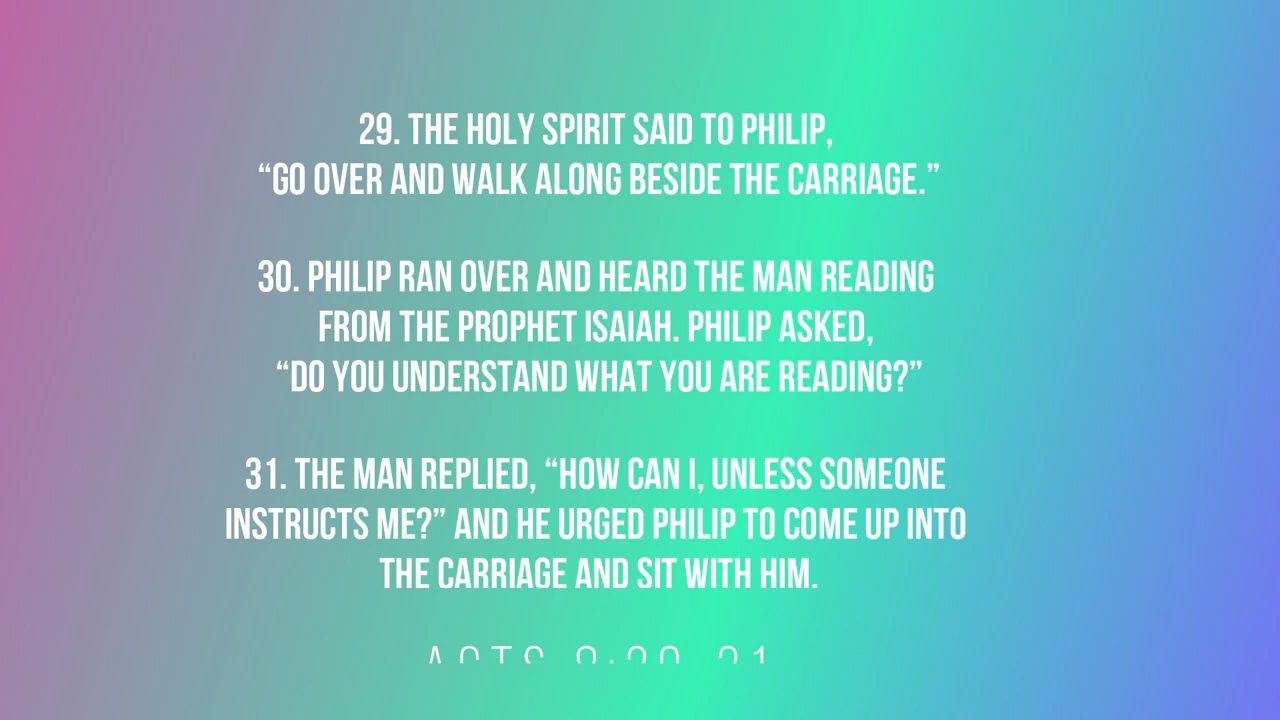 29. THE HOLY SPIRIT SAID TO PHILIP,
“GO OVER AND WALK ALONG BESIDE THE CARRIAGE.”
30. PHILIP RAN OVER AND HEARD THE MAN READING
FROM THE PROPHET ISAIAH. PHILIP ASKED,
“DO YOU UNDERSTAND WHAT YOU ARE READING?”
31. THE MAN REPLIED, “HOW CAN I, UNLESS SOMEONE
INSTRUCTS ME?” AND HE URGED PHILIP TO COME UP INTO
THE CARRIAGE AND SIT WITH HIM.
ACTS